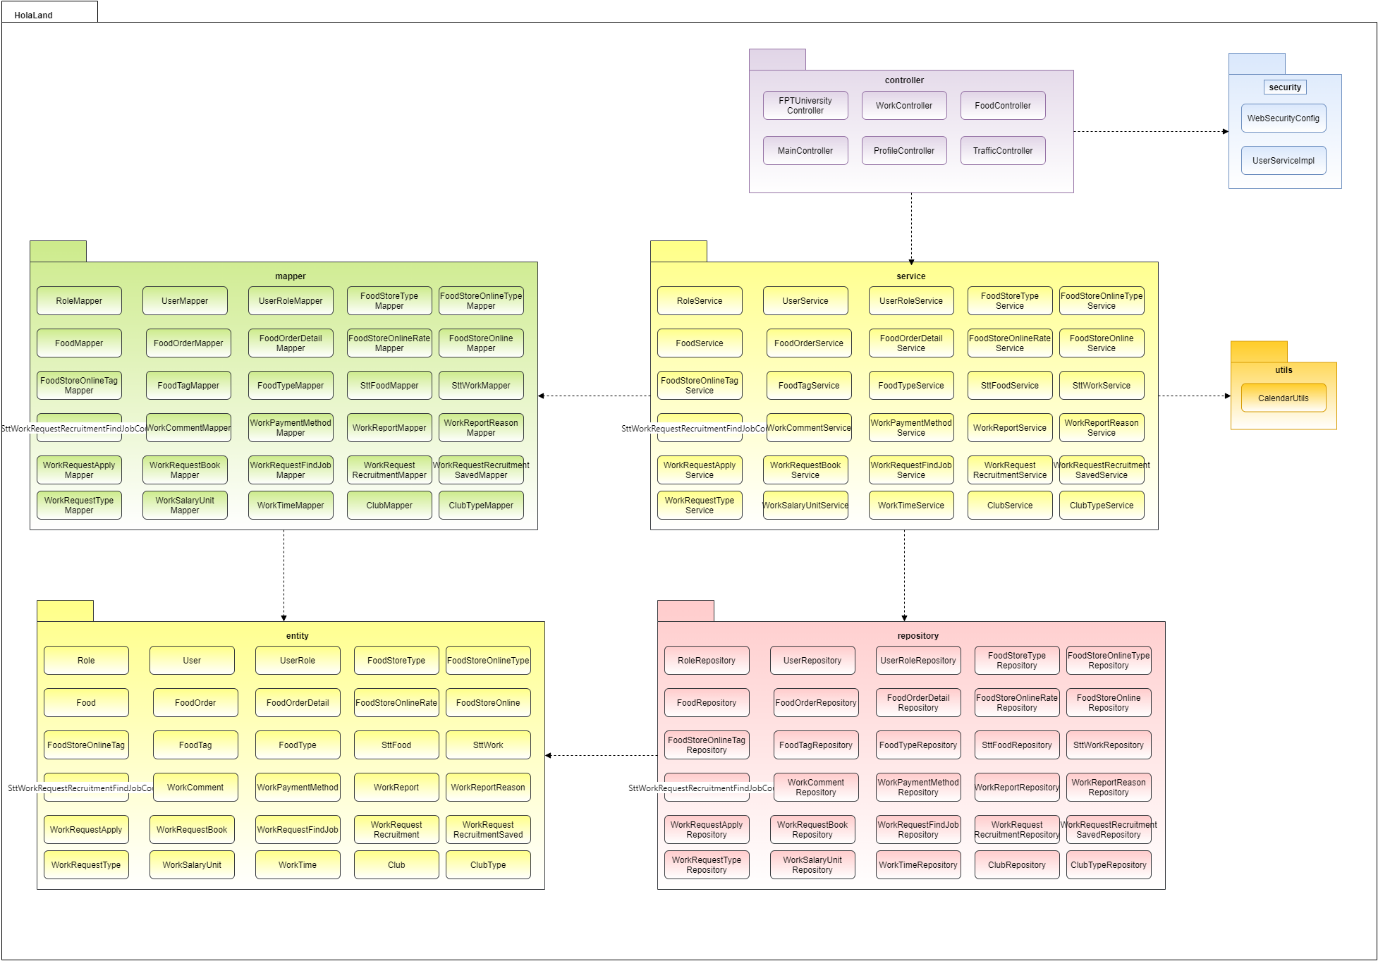 HolaLand
controller
FPTUniversity
Controller
WorkController
FoodController
MainController
ProfileController
TrafficController
security
WebSecurityConfig
UserServiceImpl
mapper
RoleMapper
UserMapper
UserRoleMapper
FoodStoreType
Mapper
FoodStoreOnlineType
Mapper
FoodMapper
FoodOrderMapper
FoodOrderDetail
Mapper
FoodStoreOnlineRate
Mapper
FoodStoreOnline
Mapper
FoodStoreOnlineTag
Mapper
FoodTagMapper
FoodTypeMapper
SttFoodMapper
SttWorkMapper
SttWorkRequestRecruitmentFindJobCo
WorkCommentMapper
WorkPaymentMethod
Mapper
WorkReportMapper
WorkReportReason
Mapper
WorkRequestApply
Mapper
WorkRequestBook
Mapper
WorkRequestFindJob
Mapper
WorkRequest
RecruitmentMapper
WorkRequestRecruitment
SavedMapper
WorkRequestType
Mapper
WorkSalaryUnit
Mapper
WorkTimeMapper
ClubMapper
ClubTypeMapper
service
RoleService
UserService
UserRoleService
FoodStoreType
Service
FoodStoreOnlineType
Service
FoodService
FoodOrderService
FoodOrderDetail
Service
FoodStoreOnlineRate
Service
FoodStoreOnline
Service
FoodStoreOnlineTag
Service
FoodTagService
FoodTypeService
SttFoodService
SttWorkService
SttWorkRequestRecruitmentFindJobCo
WorkCommentService
WorkPaymentMethod
Service
WorkReportService
WorkReportReason
Service
WorkRequestApply
Service
WorkRequestBook
Service
WorkRequestFindJob
Service
WorkRequest
RecruitmentService
WorkRequestRecruitment
SavedService
WorkRequestType
Service
WorkSalaryUnitService
WorkTimeService
ClubService
ClubTypeService
utils
CalendarUtils
entity
Role
User
UserRole
FoodStoreType
FoodStoreOnlineType
Food
FoodOrder
FoodOrderDetail
FoodStoreOnlineRate
FoodStoreOnline
FoodStoreOnlineTag
FoodTag
FoodType
SttFood
SttWork
SttWorkRequestRecruitmentFindJobCo
WorkComment
WorkPaymentMethod
WorkReport
WorkReportReason
WorkRequestApply
WorkRequestBook
WorkRequestFindJob
WorkRequest
Recruitment
WorkRequest
RecruitmentSaved
WorkRequestType
WorkSalaryUnit
WorkTime
Club
ClubType
repository
RoleRepository
UserRepository
UserRoleRepository
FoodStoreType
Repository
FoodStoreOnlineType
Repository
FoodRepository
FoodOrderRepository
FoodOrderDetail
Repository
FoodStoreOnlineRate
Repository
FoodStoreOnline
Repository
FoodStoreOnlineTag
Repository
FoodTagRepository
FoodTypeRepository
SttFoodRepository
SttWorkRepository
SttWorkRequestRecruitmentFindJobCo
WorkComment
Repository
WorkPaymentMethod
Repository
WorkReportRepository
WorkReportReason
Repository
WorkRequestApply
Repository
WorkRequestBook
Repository
WorkRequestFindJob
Repository
WorkRequest
RecruitmentRepository
WorkRequestRecruitment
SavedRepository
WorkRequestType
Repository
WorkSalaryUnit
Repository
WorkTimeRepository
ClubRepository
ClubTypeRepository